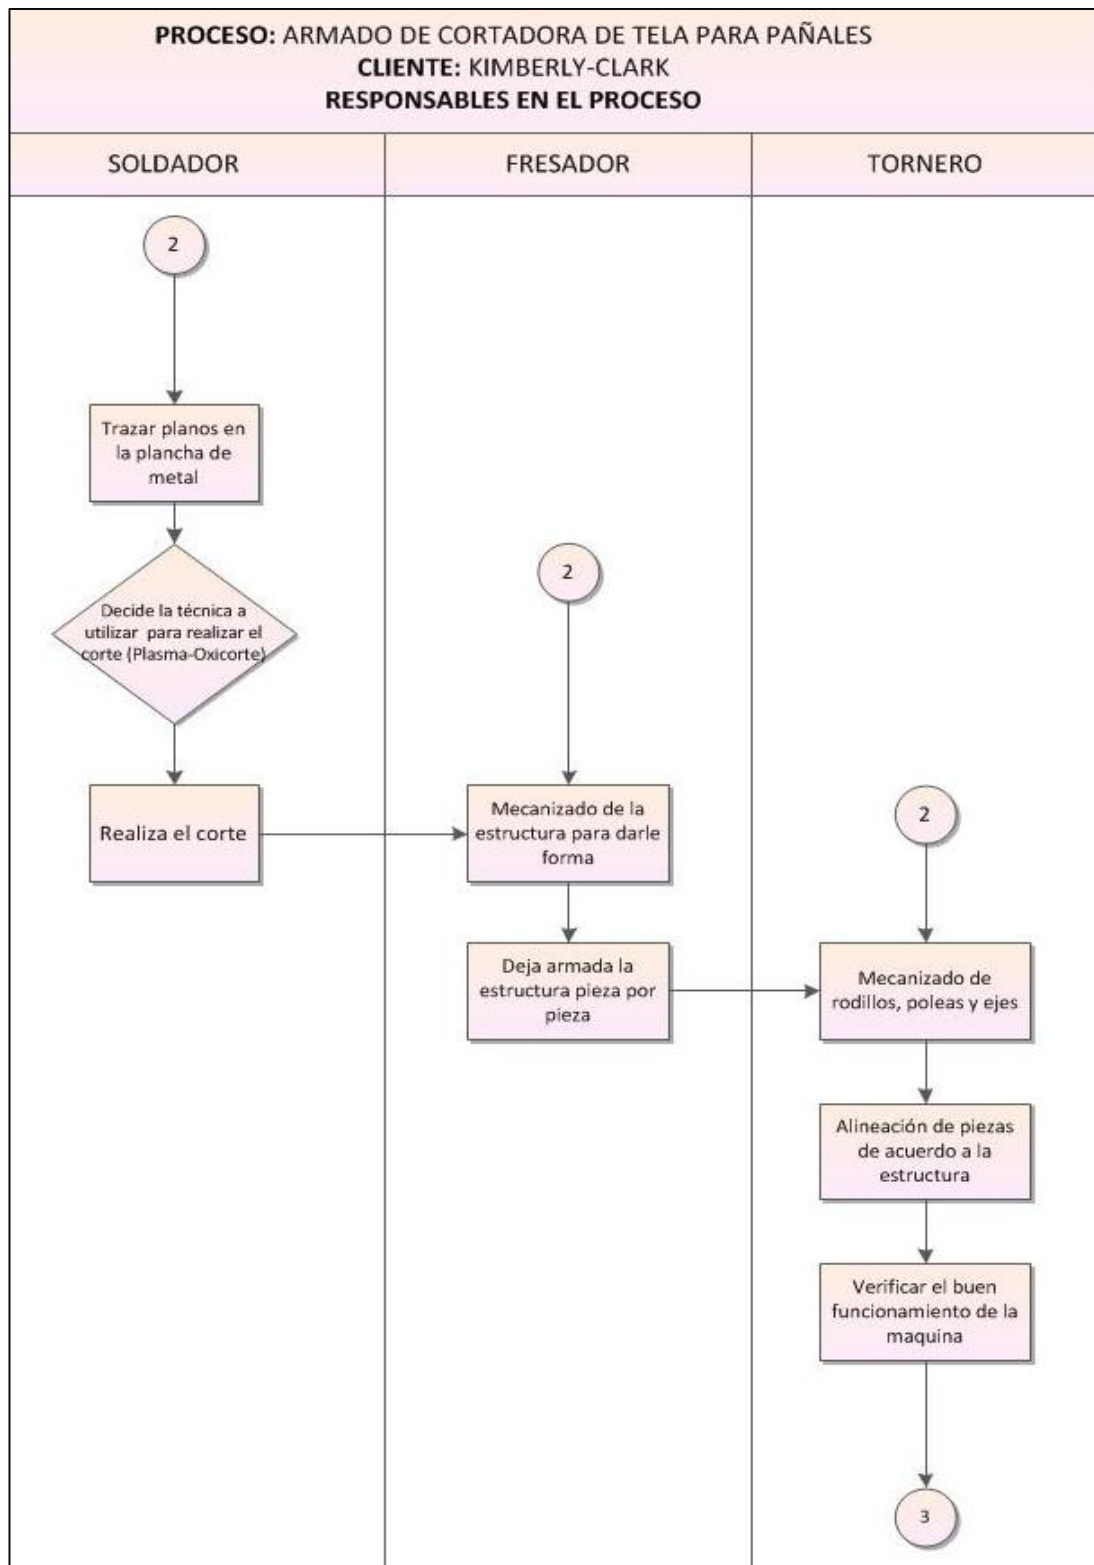 PROCESO: ARMADO DE CORTADORA DE TELA PARA PAÑALES
CLIENTE: KIMBERLY-CLARK
RESPONSABLES EN EL PROCESO
SOLDADOR
FRESADOR
TORNERO
2
Trazar planos en
la plancha de
metal
Decide la técnica a
utilizar para realizar el
corte (Plasma-Oxicorte)
Realiza el corte
2
Mecanizado de la
estructura para darle
forma
Deja armada la
estructura pieza por
pieza
2
Mecanizado de
rodillos, poleas y ejes
Alineación de piezas
de acuerdo a la
estructura
Verificar el buen
funcionamiento de la
maquina
3